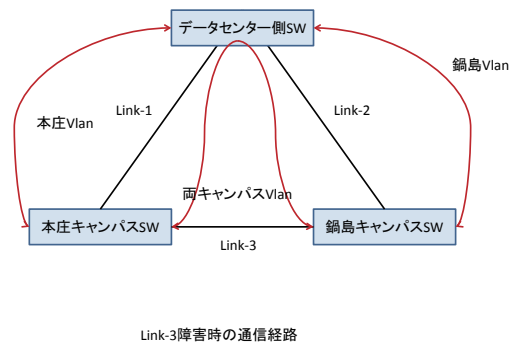 データセンター側SW
鍋島Vlan
Link-1
Link-2
本庄Vlan
両キャンパスVlan
本庄キャンパスSW
鍋島キャンパスSW
Link-3
Link-3障害時の通信経路